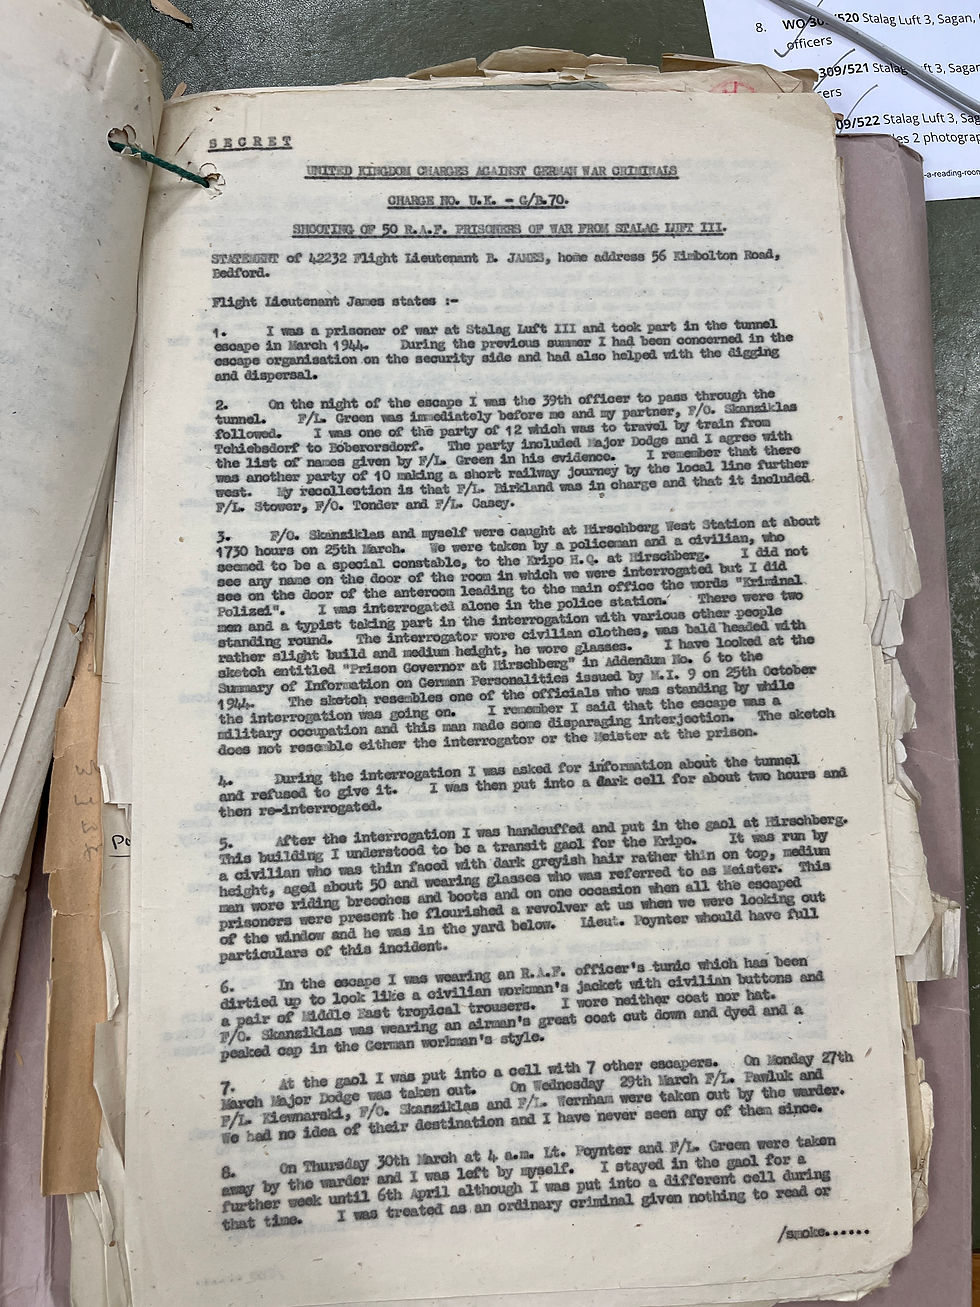 8. WO 309/520 Stalag Luft 3, Sagan,
officers
309/521 Stalag Luft 3, Sagan
cers
09/522 Stalag Luft 3, Sag
les 2 photograp
-a-reading-room
SECRET
UNITED KINGDOM CHARGES AGAINST GERMAN WAR CRIMINALS
CHARGE NO. U.K. - G/B.70.
SHOOTING OF 50 R.A.F. PRISONERS OF WAR FROM STALAG LUFT III.
STATEMENT of 42232 Flight Lieutenant B. JAMES, home address 56 Kimbolton Road,
Bedford.
Flight Lieutenant James states :-
1. I was a prisoner of war at Stalag Luft III and took part in the tunnel
escape in March 1944. During the previous summer I had been concerned in the
escape organisation on the security side and had also helped with the digging
and dispersal.
2. On the night of the escape I was the 39th officer to pass through the
tunnel. F/L. Green was immediately before me and my partner, F/O. Skanziklas
followed. I was one of the party of 12 which was to travel by train from
Tchiebsdorf to Boberorsdorf. The party included Major Dodge and I agree with
the list of names given by F/L. Green in his evidence. I remember that there
was another party of 10 making a short railway journey by the local line further
west. My recollection is that F/L. Birkland was in charge and that it included
F/L. Stower, F/O. Tonder and F/L. Casey.
3. F/O. Skanziklas and myself were caught at Hirschberg West Station at about
1730 hours on 25th March. We were taken by a policeman and a civilian, who
seemed to be a special constable, to the Kripo H.Q. at Hirschberg. I did not
see any name on the door of the room in which we were interrogated but I did
see on the door of the anteroom leading to the main office the words "Kriminal
Polizei". I was interrogated alone in the police station. There were two
men and a typist taking part in the interrogation with various other people
standing round. The interrogator wore civilian clothes, was bald headed with
rather slight build and medium height, he wore glasses. I have looked at the
sketch entitled "Prison Governor at Hirschberg" in Addendum No. 6 to the
Summary of Information on German Personalities issued by M.I. 9 on 25th October
1944. The sketch resembles one of the officials who was standing by while
the interrogation was going on. I remember I said that the escape was a
military occupation and this man made some disparaging interjection. The sketch
does not resemble either the interrogator or the Meister at the prison.
4. During the interrogation I was asked for information about the tunnel
and refused to give it. I was then put into a dark cell for about two hours and
then re-interrogated.
5. After the interrogation I was handcuffed and put in the gaol at Hirschberg.
This building I understood to be a transit gaol for the Kripo. It was run by
a civilian who was thin faced with dark greyish hair rather thin on top, medium
height, aged about 50 and wearing glasses who was referred to as Meister. This
man wore riding breeches and boots and on one occasion when all the escaped
prisoners were present he flourished a revolver at us when we were looking out
of the window and he was in the yard below. Lieut. Poynter should have full
particulars of this incident.
6. In the escape I was wearing an R.A.F. officer's tunic which has been
dirtied up to look like a civilian workman's jacket with civilian buttons and
a pair of Middle East tropical trousers. I wore neither coat nor hat.
F/O. Skanziklas was wearing an airman's great coat cut down and dyed and a
peaked cap in the German workman's style.
7. At the gaol I was put into a cell with 7 other escapers. On Monday 27th
March Major Dodge was taken out. On Wednesday 29th March F/L. Pawluk and
F/L. Kiewnarski, F/O. Skanziklas and F/L. Wernham were taken out by the warder.
We had no idea of their destination and I have never seen any of them since.
8. On Thursday 30th March at 4 a.m. Lt. Poynter and F/L. Green were taken
away by the warder and I was left by myself. I stayed in the gaol for a
further week until 6th April although I was put into a different cell during
that time. I was treated as an ordinary criminal given nothing to read or
/smoke......